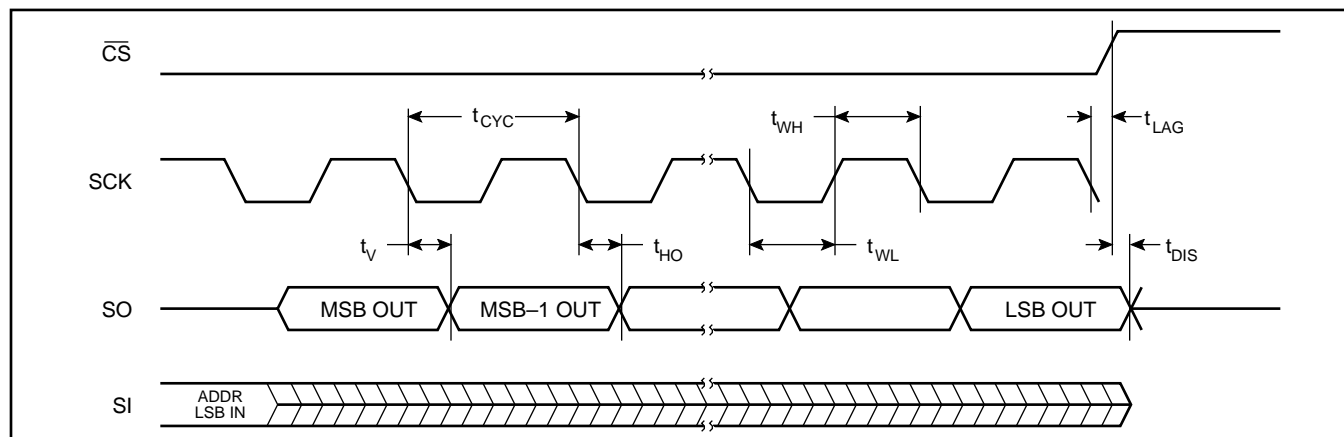 CS
tCYC
tWH
tLAG
SCK
tV
tHO
tWL
tDIS
SO
MSB OUT
MSB–1 OUT
LSB OUT
SI
ADDR
LSB IN